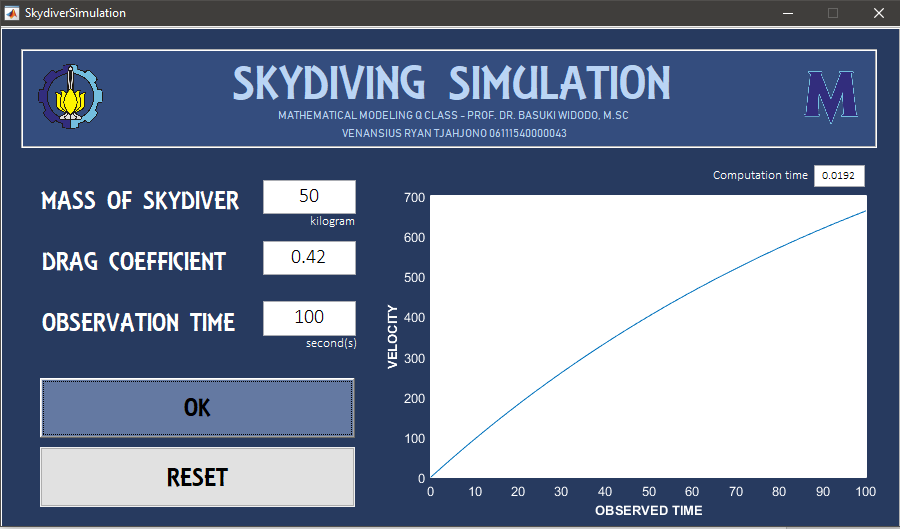 SkydiverSimulation
SKYDIVING SIMULATION
MATHEMATICAL MODELING Q CLASS - PROF. DR. BASUKI WIDODO, M.SC
VENANSIUS RYAN TJAHJONO 06111540000043
M
MASS OF SKYDIVER 50
kilogram
DRAG COEFFICIENT 0.42
OBSERVATION TIME 100
second(s)
OK
RESET
Computation time 0.0192
700
600
500
400
300
200
100
0
VELOCITY
0 10 20 30 40 50 60 70 80 90 100
OBSERVED TIME